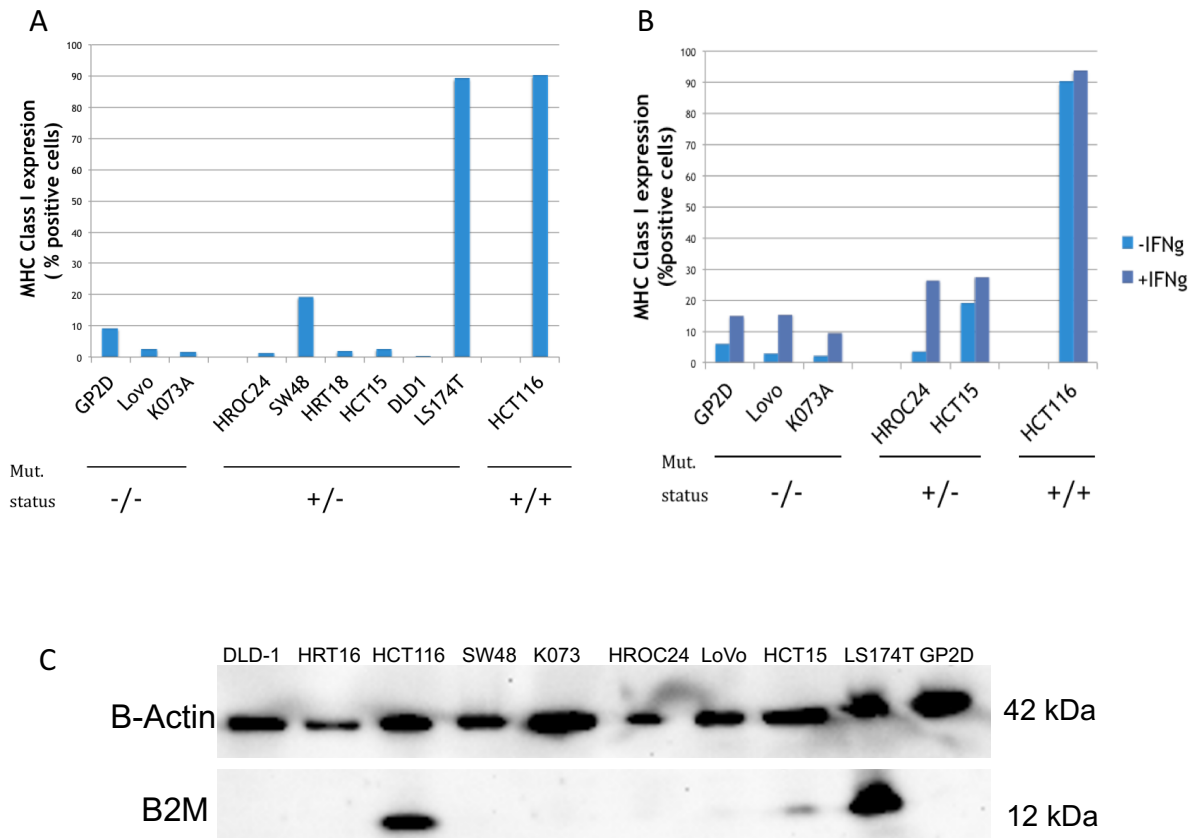 A
MHC Class I expresion
( % positive cells)
100
90
80
70
60
50
40
30
20
10
0
GP2D
Lovo
K073A
HROC24
SW48
HRT18
HCT15
DLD1
LS174T
HCT116
Mut.
status
-/-
+/-
+/+
B
MHC Class I expression
(%positive cells)
100
90
80
70
60
50
40
30
20
10
0
GP2D
Lovo
K073A
HROC24
HCT15
HCT116
-IFNg
+IFNg
Mut.
status
-/-
+/-
+/+
C
DLD-1 HRT16 HCT116 SW48 K073 HROC24 LoVo HCT15 LS174T GP2D
B-Actin 42 kDa
B2M 12 kDa